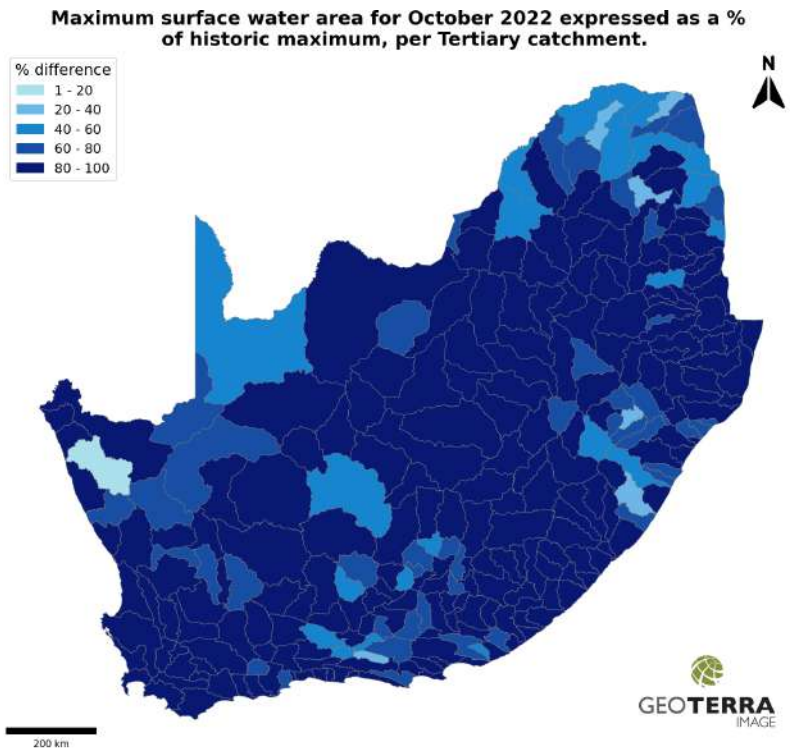 Maximum surface water area for October 2022 expressed as a %
of historic maximum, per Tertiary catchment.
N
% difference
1 - 20
20 - 40
40 - 60
60 - 80
80 - 100
GEOTERRA
IMAGE
200 km